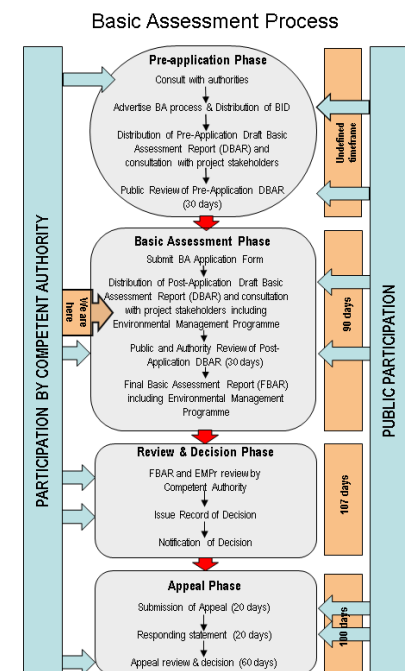 Basic Assessment Process
PARTICIPATION BY COMPETENT AUTHORITY
Pre-application Phase
Consult with authorities
Advertise BA process & Distribution of BID
Distribution of Pre-Application Draft Basic
Assessment Report (DBAR) and
consultation with project stakeholders
Public Review of Pre-Application DBAR
(30 days)
Undefined
timeframe
PUBLIC PARTICIPATION
Basic Assessment Phase
Submit BA Application Form
Distribution of Post-Application Draft Basic
Assessment Report (DBAR) and consultation
with project stakeholders including
Environmental Management Programme
Public and Authority Review of Post-
Application DBAR (30 days)
Final Basic Assessment Report (FBAR)
including Environmental Management
Programme
We are
here
90 days
Review & Decision Phase
FBAR and EMPr review by
Competent Authority
Issue Record of Decision
Notification of Decision
107 days
Appeal Phase
Submission of Appeal (20 days)
Responding statement (20 days)
Appeal review & decision (60 days)
100 days